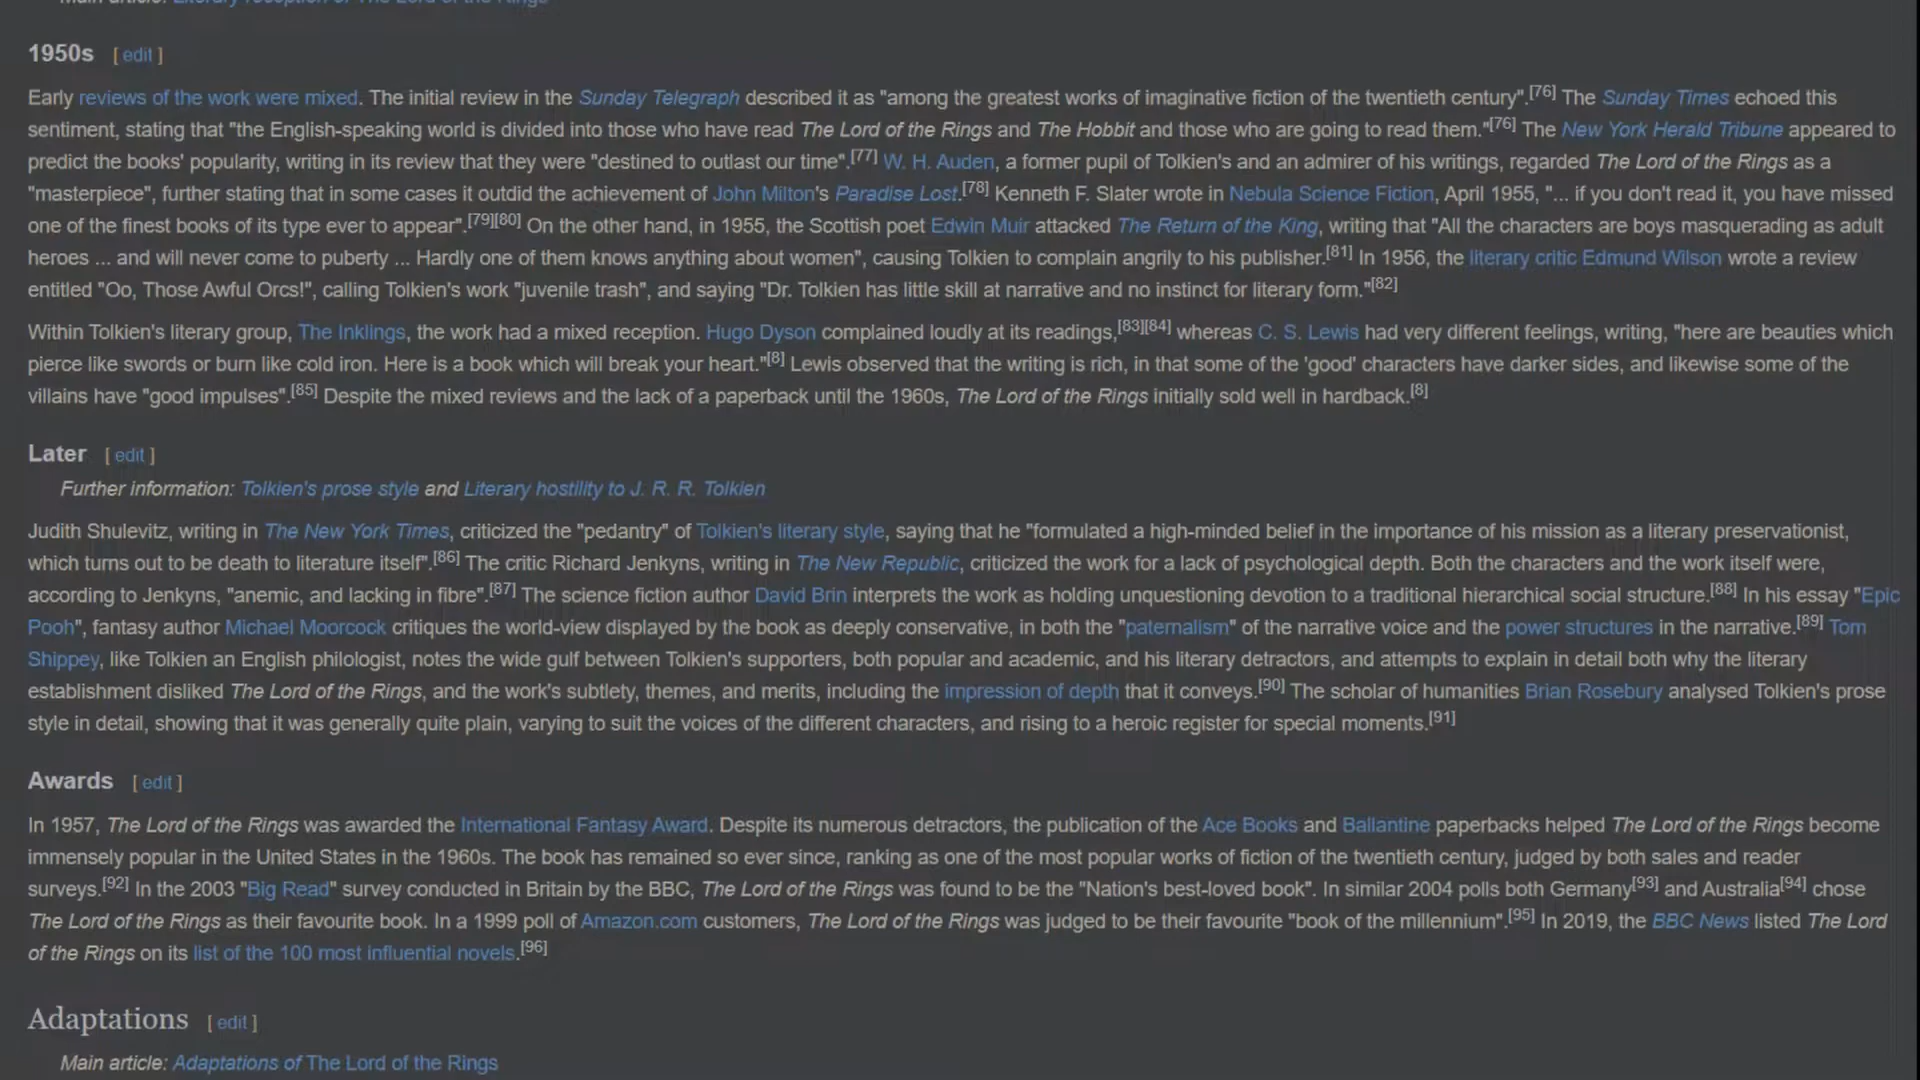 Main article: Literary reception of The Lord of the Rings
1950s [ edit ]
Early reviews of the work were mixed. The initial review in the Sunday Telegraph described it as "among the greatest works of imaginative fiction of the twentieth century".[76] The Sunday Times echoed this
sentiment, stating that "the English-speaking world is divided into those who have read The Lord of the Rings and The Hobbit and those who are going to read them."[76] The New York Herald Tribune appeared to
predict the books' popularity, writing in its review that they were "destined to outlast our time".[77] W. H. Auden, a former pupil of Tolkien's and an admirer of his writings, regarded The Lord of the Rings as a
"masterpiece", further stating that in some cases it outdid the achievement of John Milton's Paradise Lost.[78] Kenneth F. Slater wrote in Nebula Science Fiction, April 1955, "... if you don't read it, you have missed
one of the finest books of its type ever to appear".[79][80] On the other hand, in 1955, the Scottish poet Edwin Muir attacked The Return of the King, writing that "All the characters are boys masquerading as adult
heroes ... and will never come to puberty ... Hardly one of them knows anything about women", causing Tolkien to complain angrily to his publisher.[81] In 1956, the literary critic Edmund Wilson wrote a review
entitled "Oo, Those Awful Orcs!", calling Tolkien's work "juvenile trash", and saying "Dr. Tolkien has little skill at narrative and no instinct for literary form."[82]
Within Tolkien's literary group, The Inklings, the work had a mixed reception. Hugo Dyson complained loudly at its readings,[83][84] whereas C. S. Lewis had very different feelings, writing, "here are beauties which
pierce like swords or burn like cold iron. Here is a book which will break your heart."[8] Lewis observed that the writing is rich, in that some of the 'good' characters have darker sides, and likewise some of the
villains have "good impulses".[85] Despite the mixed reviews and the lack of a paperback until the 1960s, The Lord of the Rings initially sold well in hardback.[8]
Later [ edit ]
Further information: Tolkien's prose style and Literary hostility to J. R. R. Tolkien
Judith Shulevitz, writing in The New York Times, criticized the "pedantry" of Tolkien's literary style, saying that he "formulated a high-minded belief in the importance of his mission as a literary preservationist,
which turns out to be death to literature itself".[86] The critic Richard Jenkyns, writing in The New Republic, criticized the work for a lack of psychological depth. Both the characters and the work itself were,
according to Jenkyns, "anemic, and lacking in fibre".[87] The science fiction author David Brin interprets the work as holding unquestioning devotion to a traditional hierarchical social structure.[88] In his essay "Epic
Pooh", fantasy author Michael Moorcock critiques the world-view displayed by the book as deeply conservative, in both the "paternalism" of the narrative voice and the power structures in the narrative.[89] Tom
Shippey, like Tolkien an English philologist, notes the wide gulf between Tolkien's supporters, both popular and academic, and his literary detractors, and attempts to explain in detail both why the literary
establishment disliked The Lord of the Rings, and the work's subtlety, themes, and merits, including the impression of depth that it conveys.[90] The scholar of humanities Brian Rosebury analysed Tolkien's prose
style in detail, showing that it was generally quite plain, varying to suit the voices of the different characters, and rising to a heroic register for special moments.[91]
Awards [ edit ]
In 1957, The Lord of the Rings was awarded the International Fantasy Award. Despite its numerous detractors, the publication of the Ace Books and Ballantine paperbacks helped The Lord of the Rings become
immensely popular in the United States in the 1960s. The book has remained so ever since, ranking as one of the most popular works of fiction of the twentieth century, judged by both sales and reader
surveys.[92] In the 2003 "Big Read" survey conducted in Britain by the BBC, The Lord of the Rings was found to be the "Nation's best-loved book". In similar 2004 polls both Germany[93] and Australia[94] chose
The Lord of the Rings as their favourite book. In a 1999 poll of Amazon.com customers, The Lord of the Rings was judged to be their favourite "book of the millennium".[95] In 2019, the BBC News listed The Lord
of the Rings on its list of the 100 most influential novels.[96]
Adaptations [ edit ]
Main article: Adaptations of The Lord of the Rings